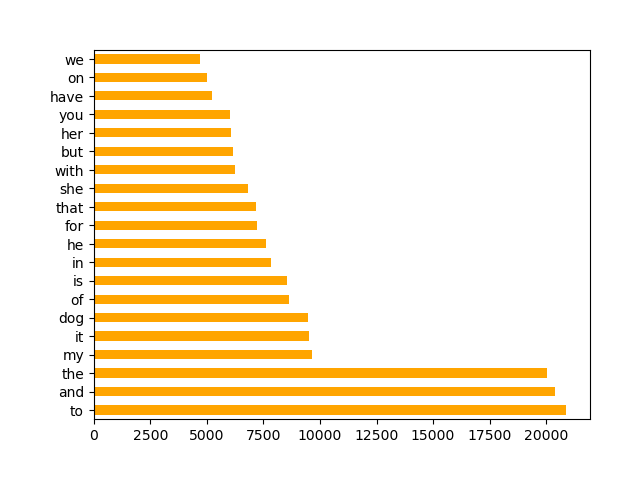 we
on
have
you
her
but
with
she
that
for
he
in
is
of
dog
it
my
the
and
to
0 2500 5000 7500 10000 12500 15000 17500 20000